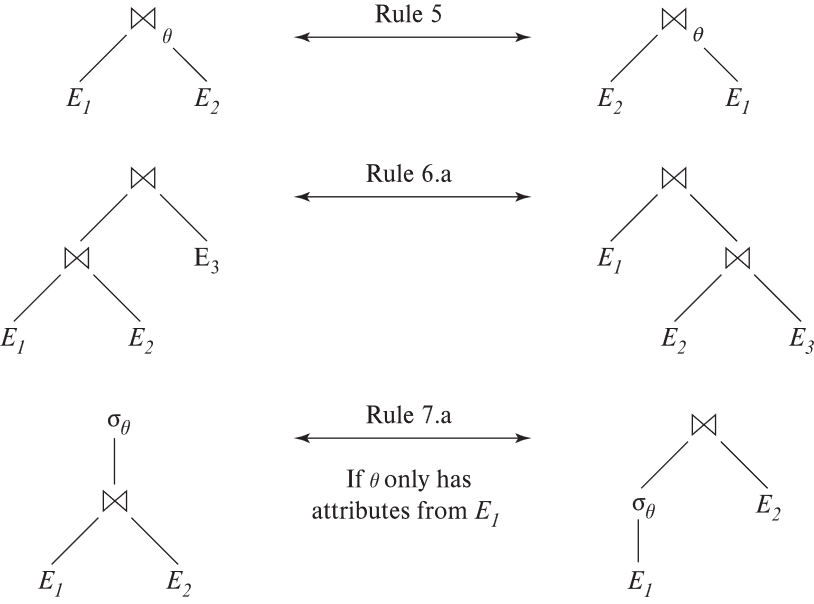 Rule 5
⋈θ ⋈θ
E1 E2 E2 E1
Rule 6.a
⋈ ⋈
⋈ E3 E1 ⋈
E1 E2 E2 E3
Rule 7.a
σθ ⋈
If θ only has
attributes from E1
⋈ σθ E2
E1 E2 E1